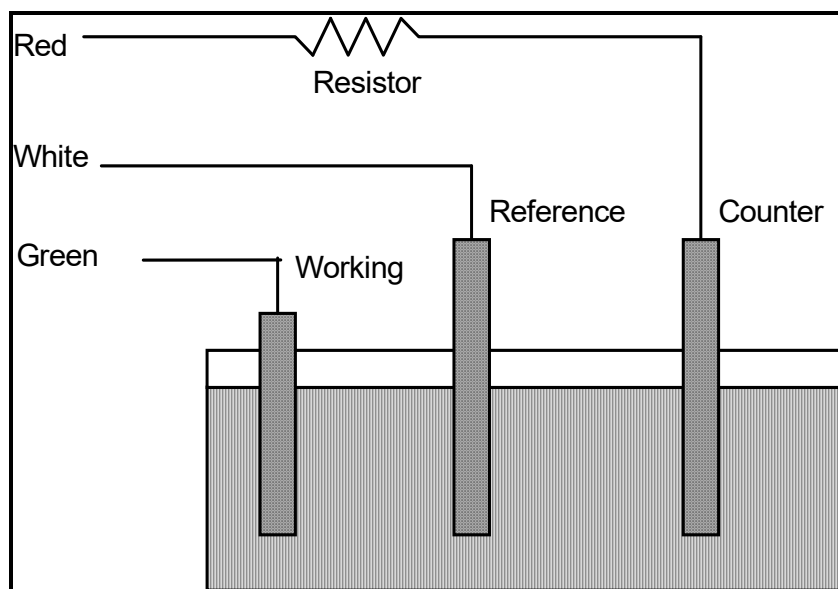 Red
Resistor
White
Reference
Counter
Green
Working